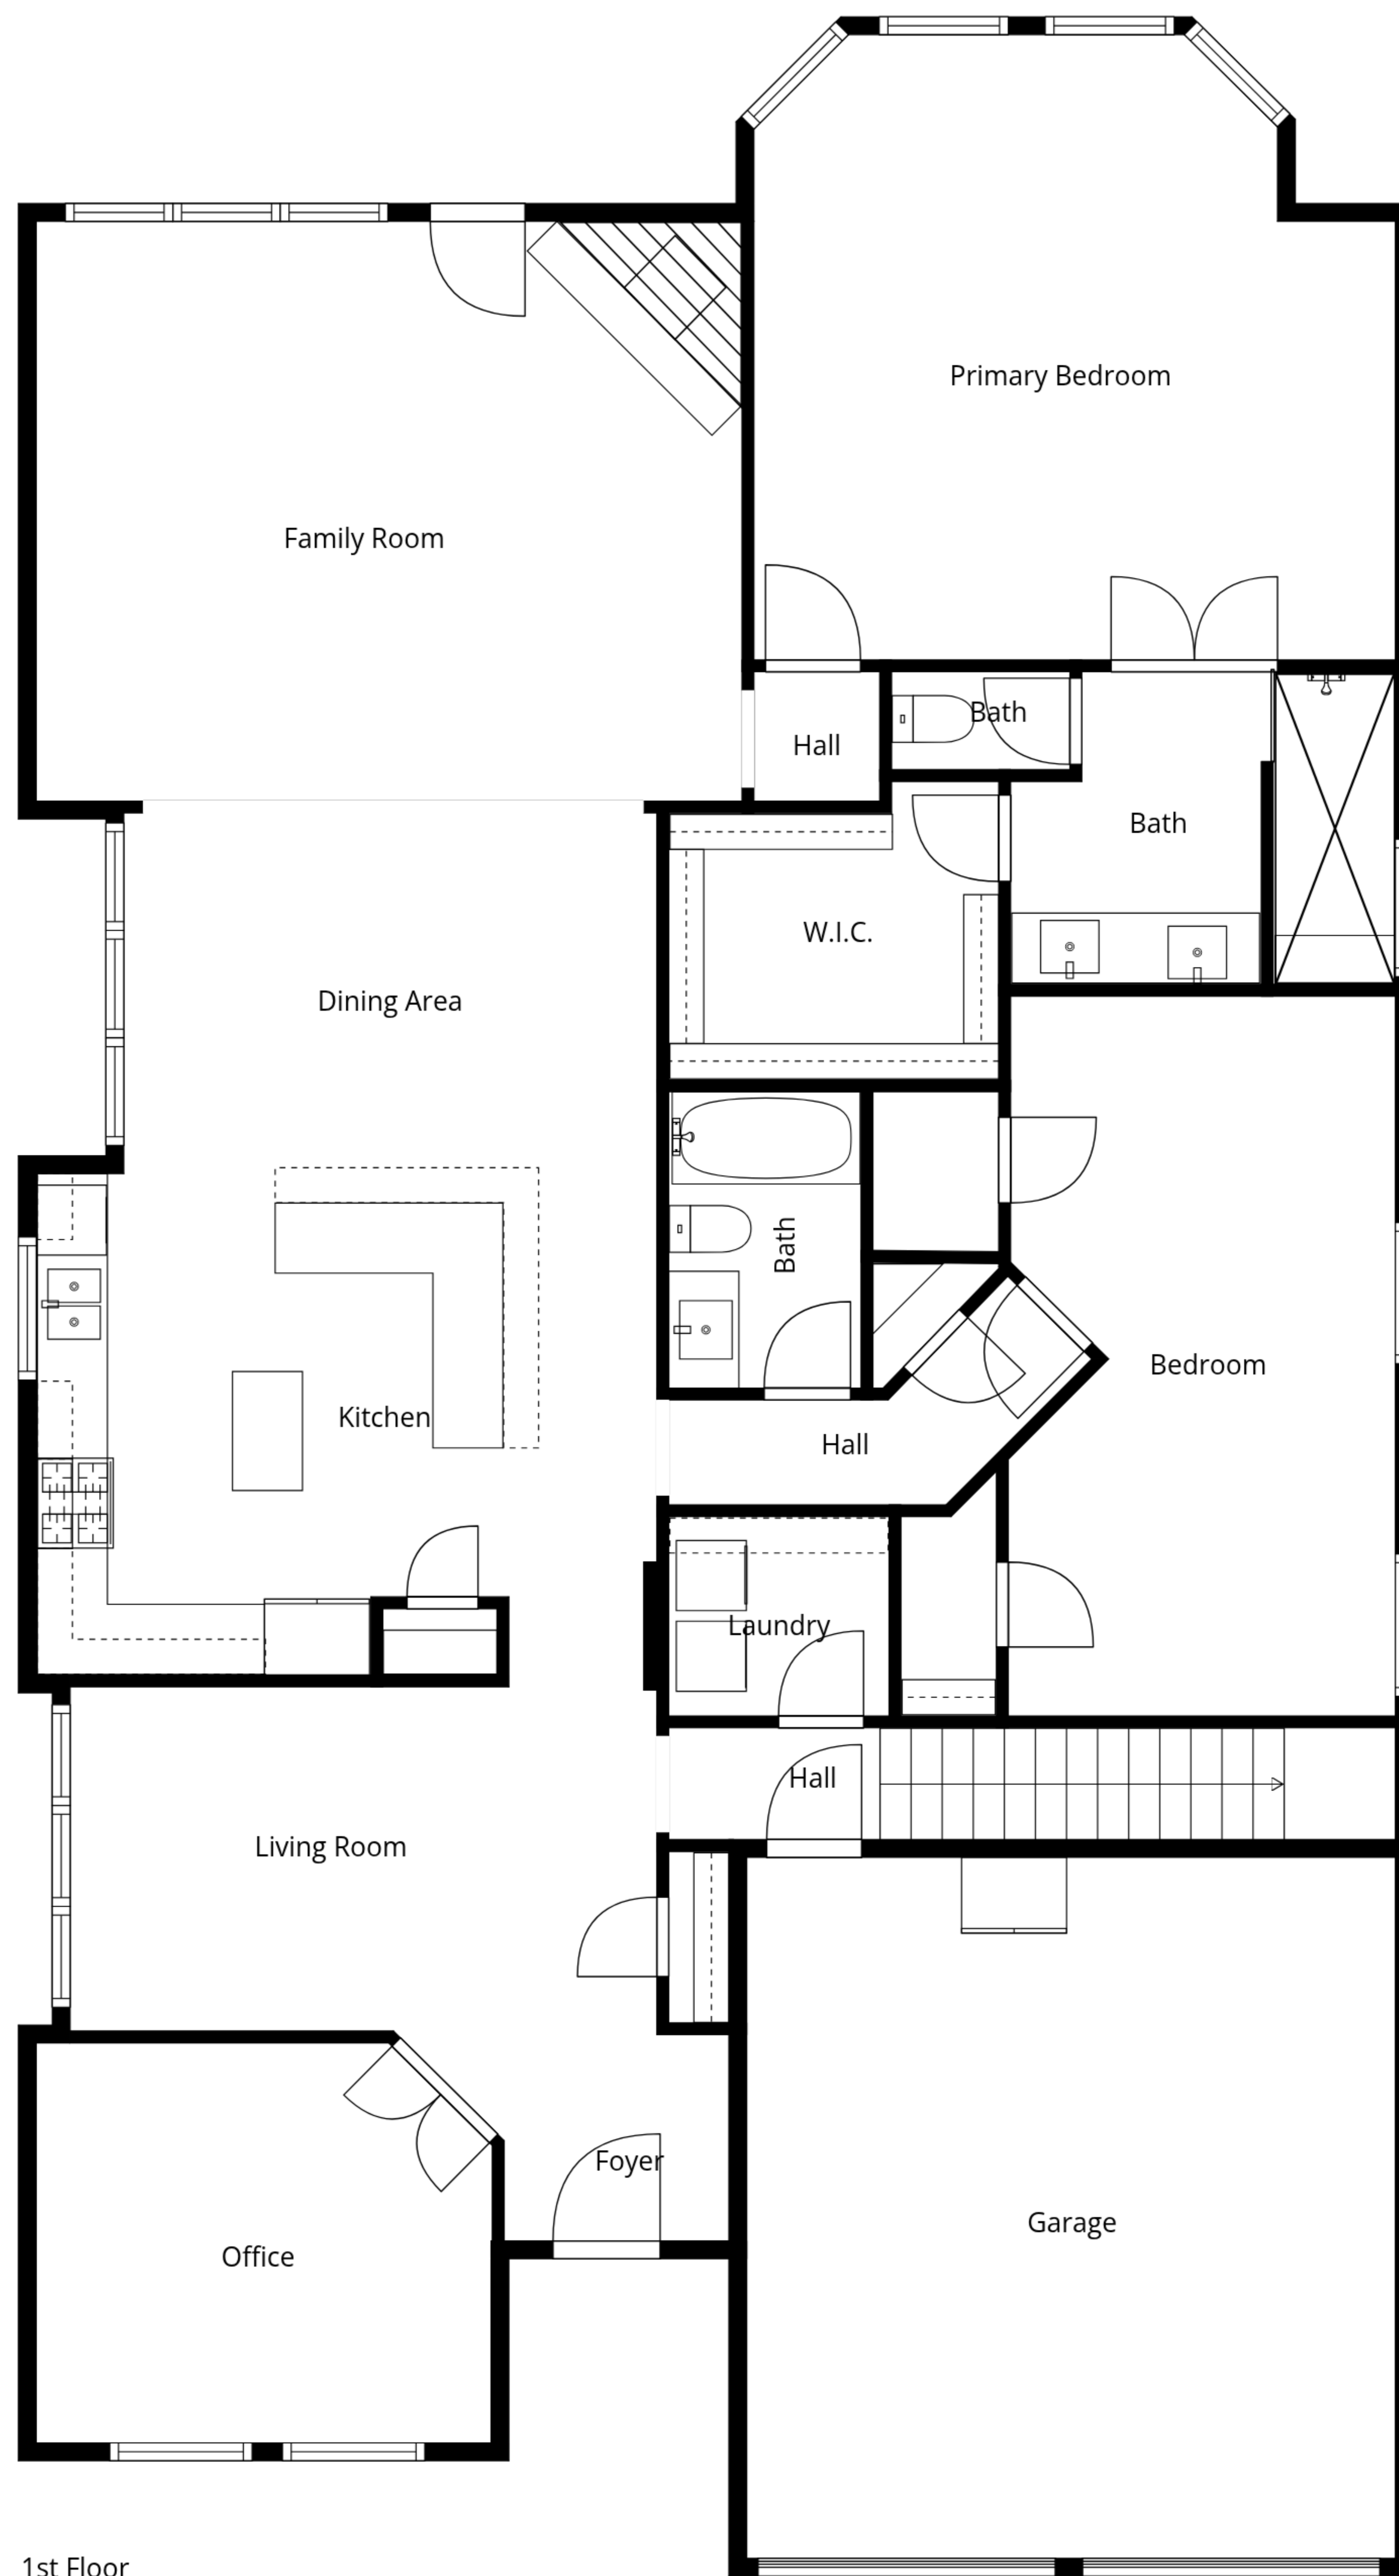 Primary Bedroom
Family Room
Bath
Hall
Bath
W.I.C.
Dining Area
Bath
Bedroom
Kitchen
Hall
Laundry
Hall
Living Room
Foyer
Garage
Office
1st Floor